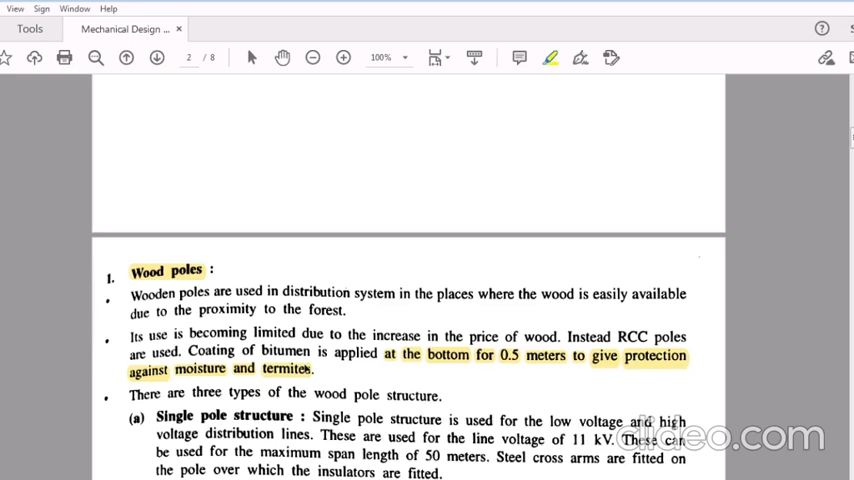 View Sign Window Help
Tools Mechanical Design ... ×
2 / 8 100%
1. Wood poles :
Wooden poles are used in distribution system in the places where the wood is easily available
due to the proximity to the forest.
Its use is becoming limited due to the increase in the price of wood. Instead RCC poles
are used. Coating of bitumen is applied at the bottom for 0.5 meters to give protection
against moisture and termites.
There are three types of the wood pole structure.
(a) Single pole structure : Single pole structure is used for the low voltage and high
voltage distribution lines. These are used for the line voltage of 11 kV. These can
be used for the maximum span length of 50 meters. Steel cross arms are fitted on
the pole over which the insulators are fitted.
clideo.com